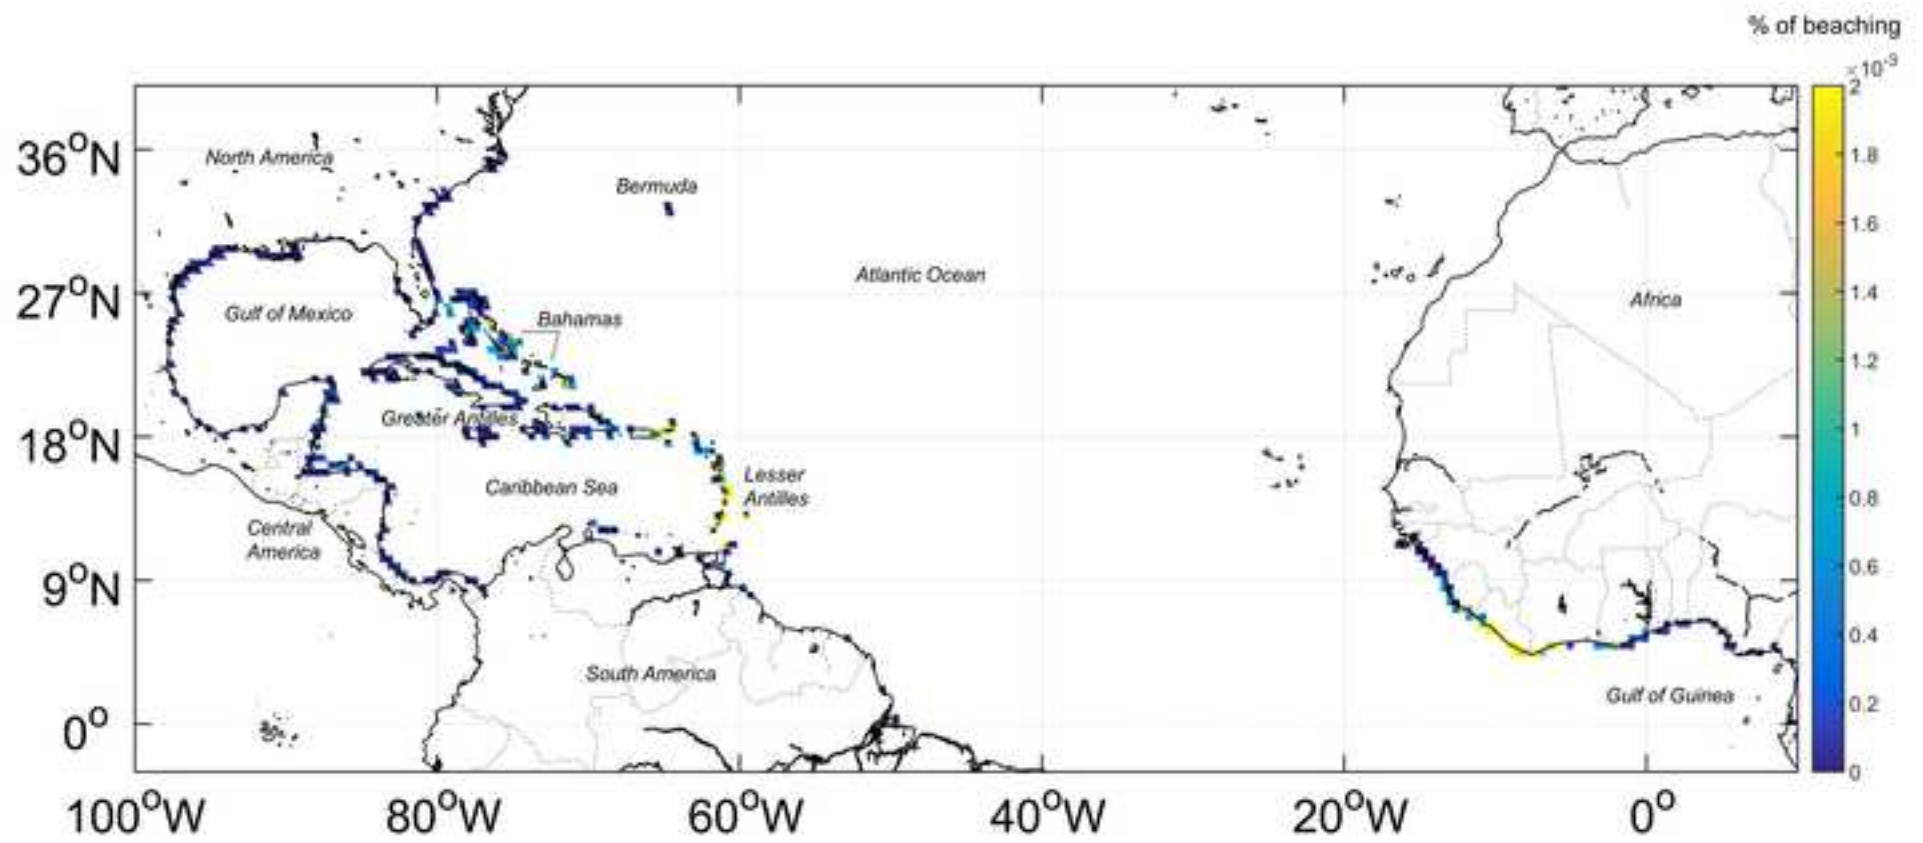 % of beaching
×10⁻³
2
36°N
North America
Bermuda
1.8
1.6
27°N
Gulf of Mexico
Bahamas
Atlantic Ocean
Africa
1.4
1.2
18°N
Greater Antilles
1
Caribbean Sea
Lesser
Antilles
0.8
Central
America
9°N
0.6
0.4
South America
Gulf of Guinea
0°
0.2
0
100°W
80°W
60°W
40°W
20°W
0°